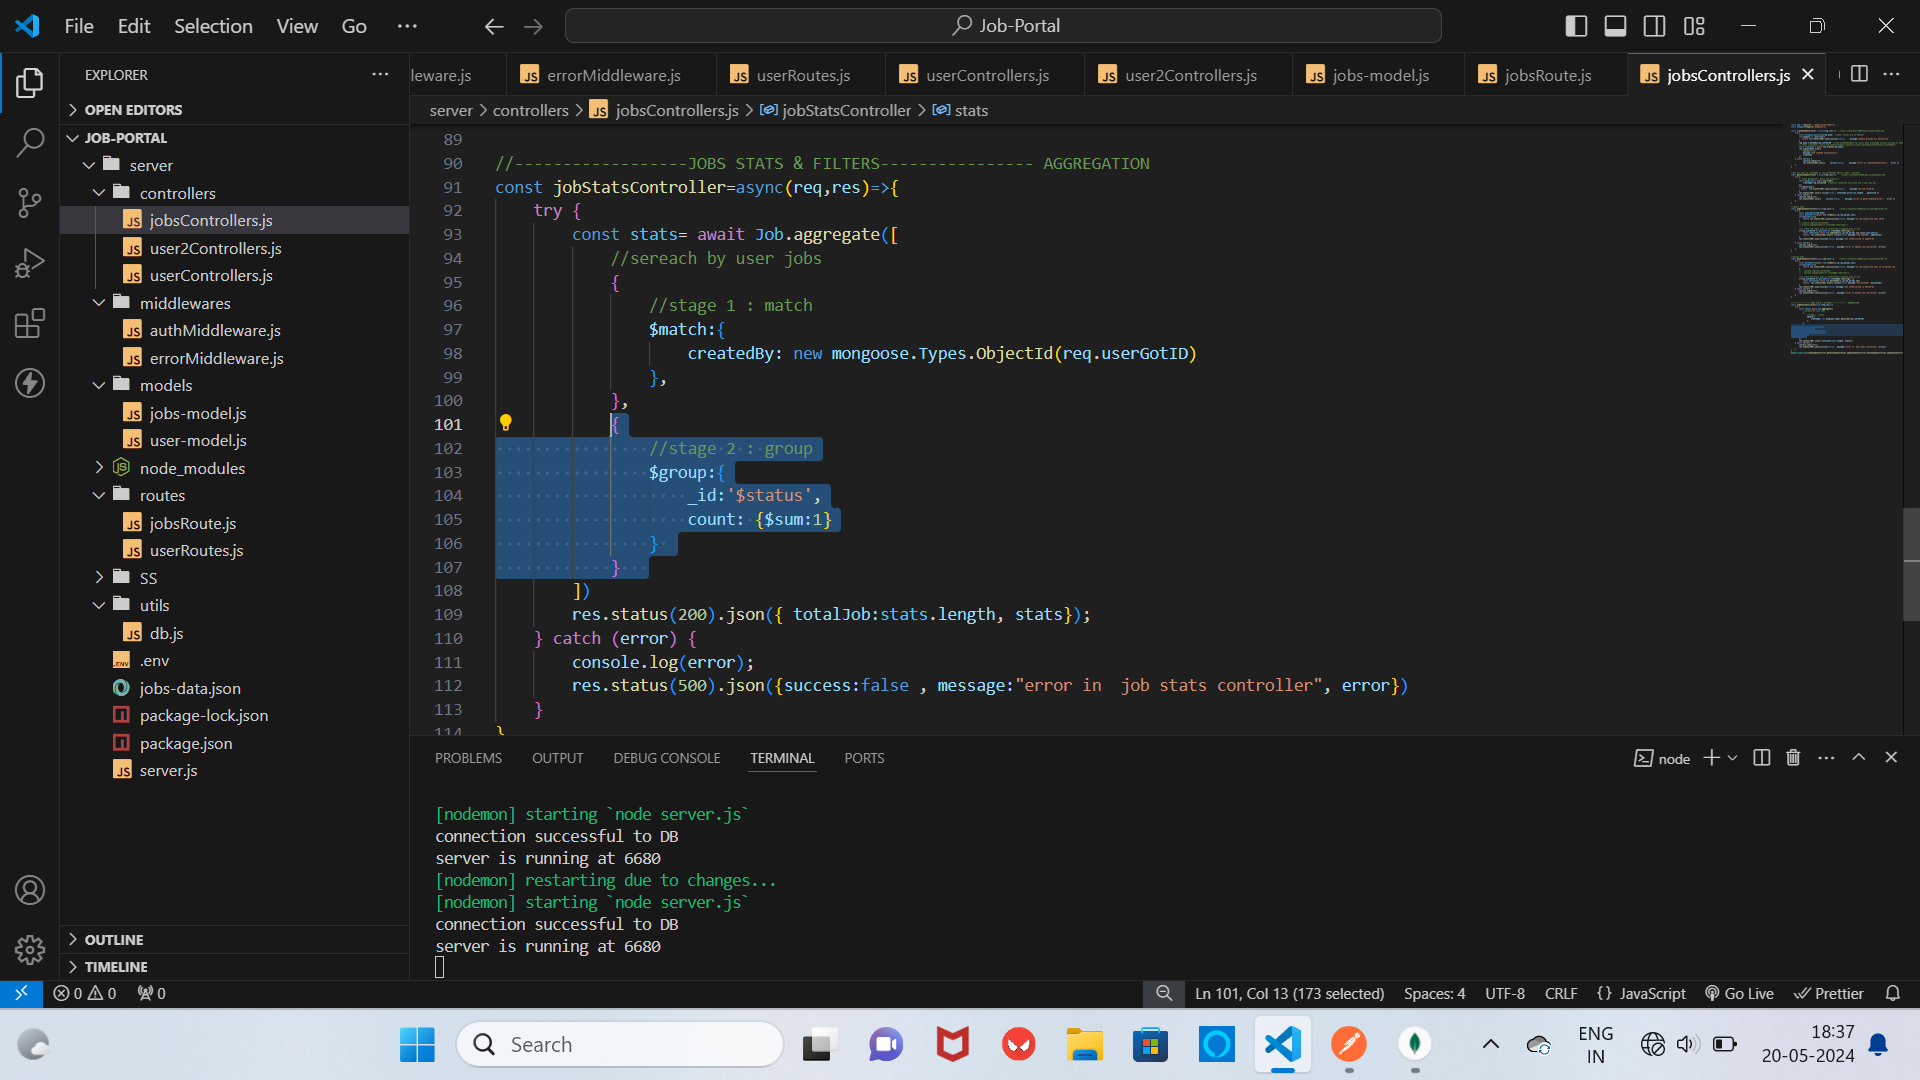 File Edit Selection View Go ··· Job-Portal
EXPLORER ···
leware.js errorMiddleware.js userRoutes.js userControllers.js user2Controllers.js jobs-model.js jobsRoute.js jobsControllers.js ···
server > controllers > JS jobsControllers.js > jobStatsController > stats
OPEN EDITORS
JOB-PORTAL
server
controllers
jobsControllers.js
user2Controllers.js
userControllers.js
middlewares
authMiddleware.js
errorMiddleware.js
models
jobs-model.js
user-model.js
node_modules
routes
jobsRoute.js
userRoutes.js
SS
utils
db.js
.env
jobs-data.json
package-lock.json
package.json
server.js
OUTLINE
TIMELINE
89
90 //------------------JOBS STATS & FILTERS---------------- AGGREGATION
91 const jobStatsController=async(req,res)=>{
92 try {
93 const stats= await Job.aggregate([
94 //sereach by user jobs
95 {
96 //stage 1 : match
97 $match:{
98 createdBy: new mongoose.Types.ObjectId(req.userGotID)
99 },
100 },
101 {
102 //stage 2 : group
103 $group:{
104 _id:'$status',
105 count: {$sum:1}
106 }
107 }
108 ])
109 res.status(200).json({ totalJob:stats.length, stats});
110 } catch (error) {
111 console.log(error);
112 res.status(500).json({success:false , message:"error in  job stats controller", error})
113 }
114 }
PROBLEMS OUTPUT DEBUG CONSOLE TERMINAL PORTS
node
[nodemon] starting `node server.js`
connection successful to DB
server is running at 6680
[nodemon] restarting due to changes...
[nodemon] starting `node server.js`
connection successful to DB
server is running at 6680
0 0 0 Ln 101, Col 13 (173 selected) Spaces: 4 UTF-8 CRLF {} JavaScript Go Live Prettier
Search
ENG
IN
18:37
20-05-2024